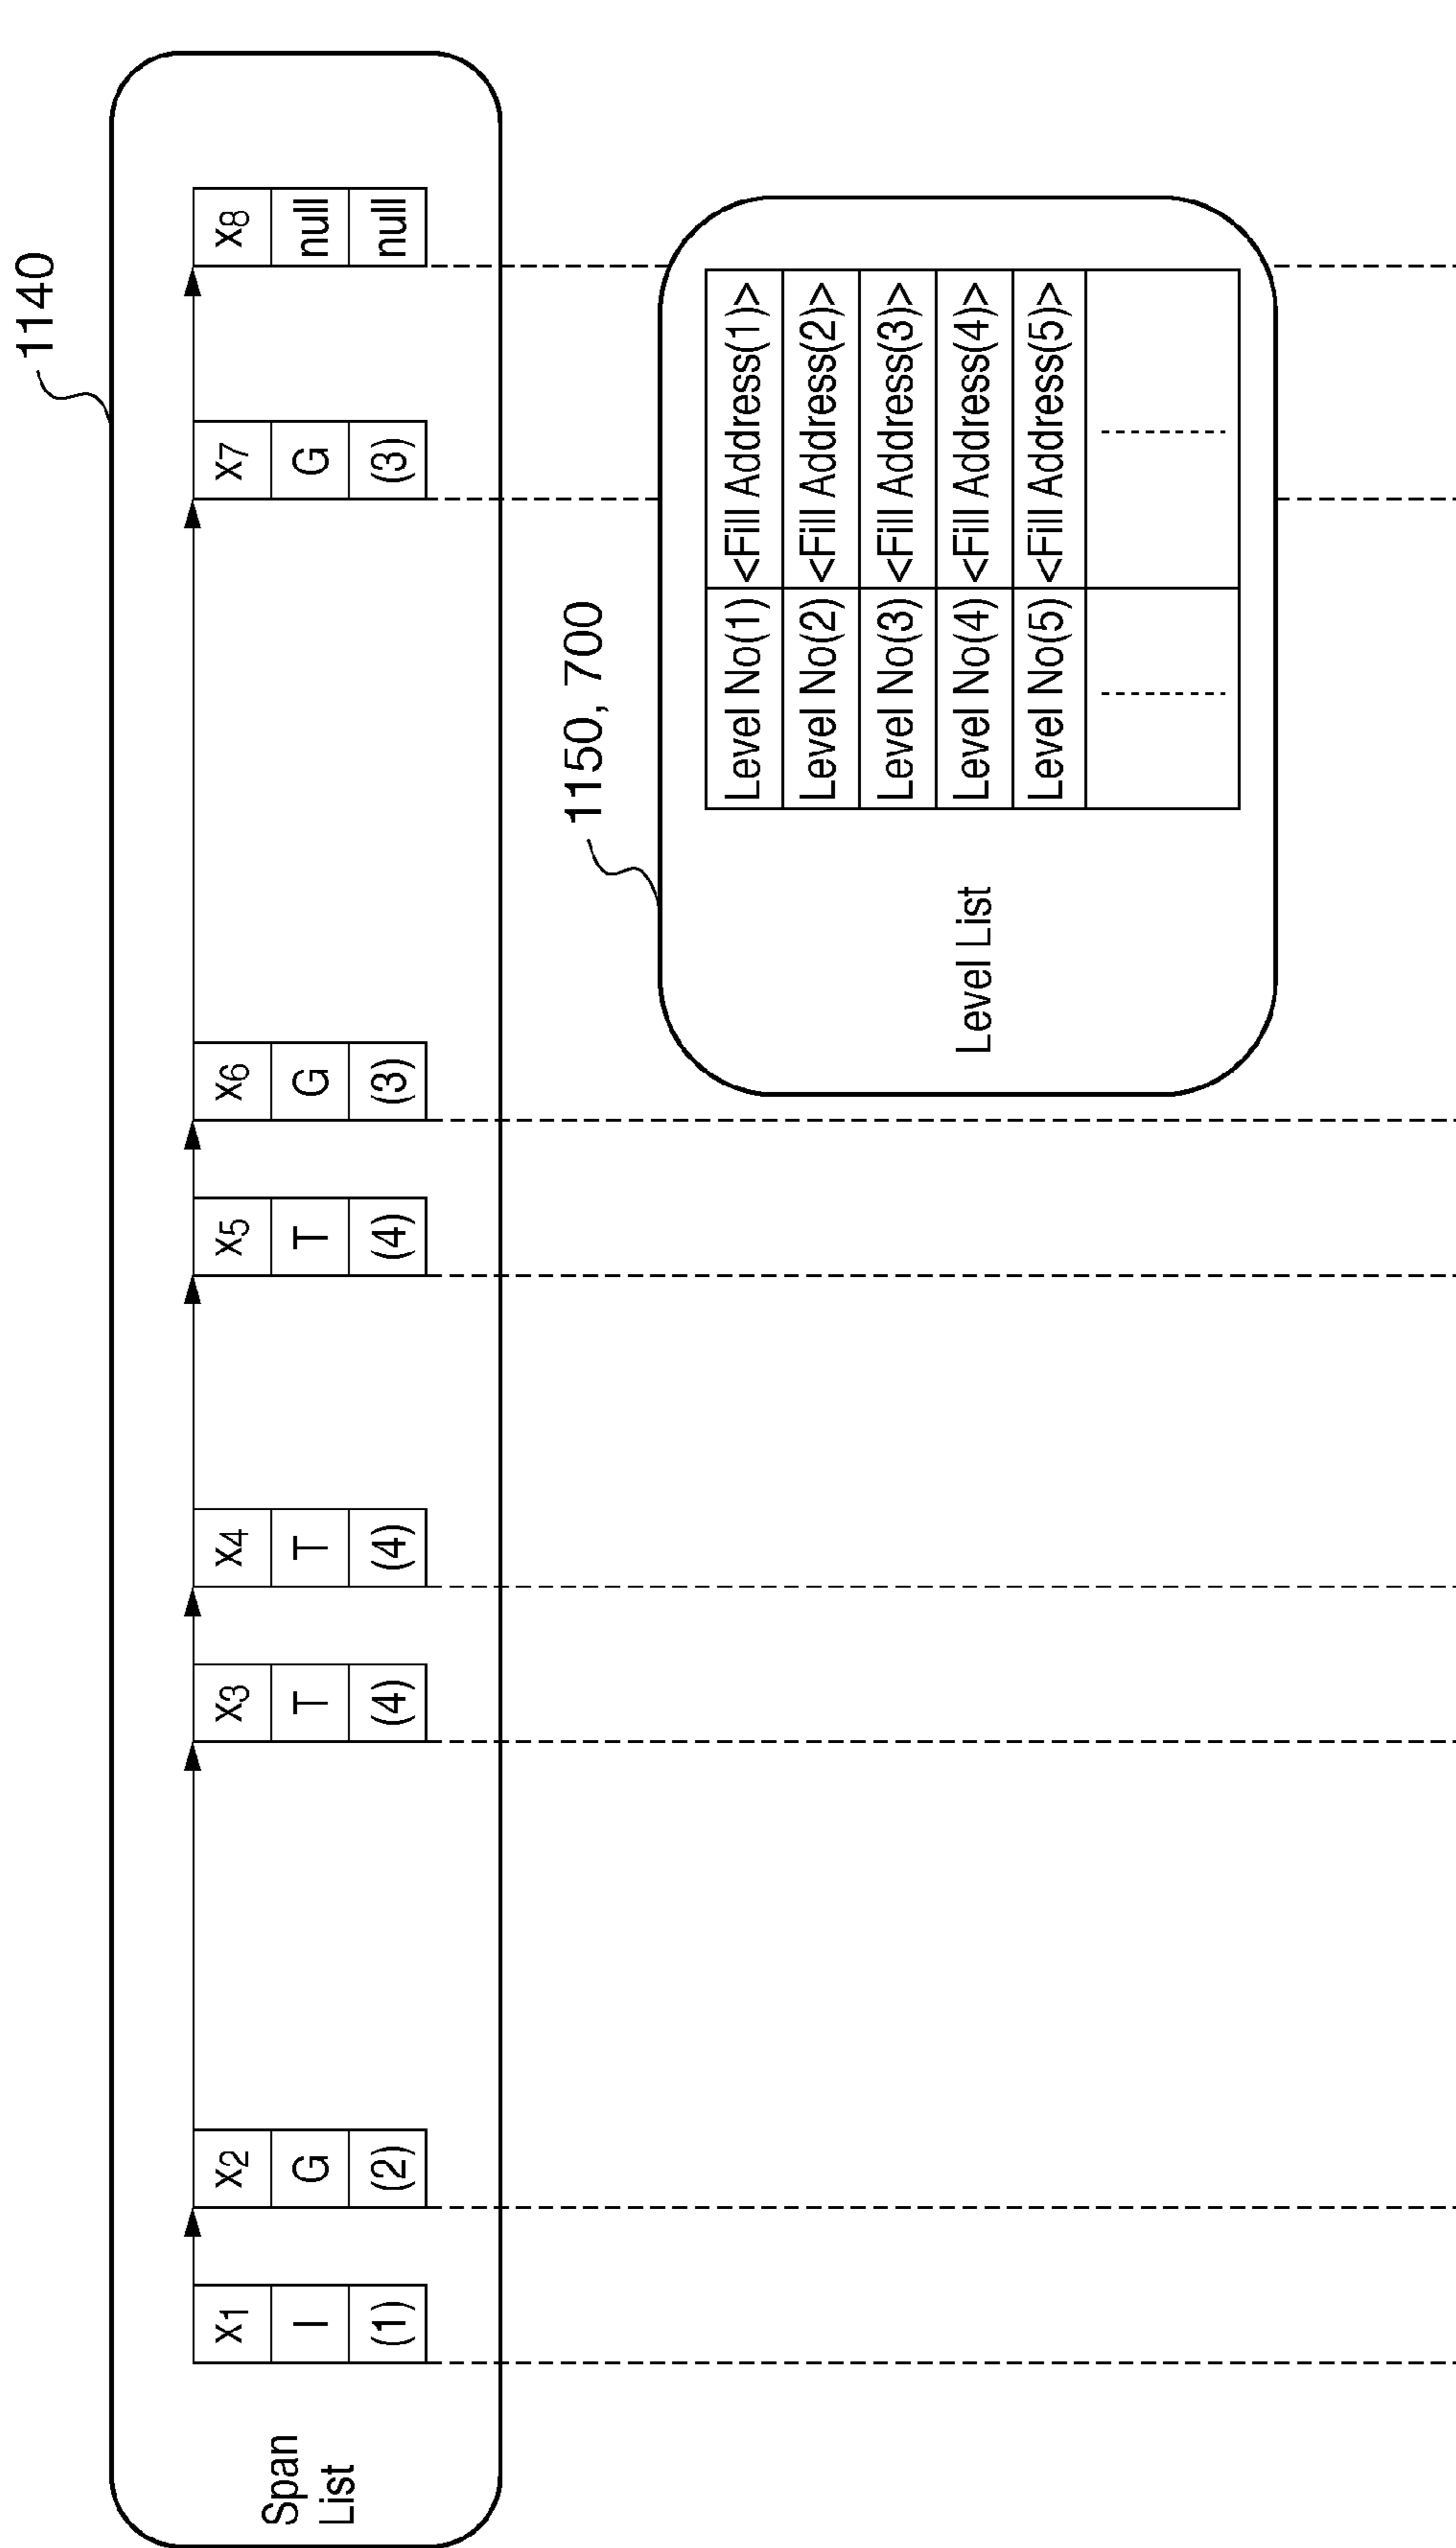 1140
Span
List
X1
I
(1)
X2
G
(2)
X3
T
(4)
X4
T
(4)
X5
T
(4)
X6
G
(3)
X7
G
(3)
X8
null
null
1150, 700
Level List
Level No(1) <Fill Address(1)>
Level No(2) <Fill Address(2)>
Level No(3) <Fill Address(3)>
Level No(4) <Fill Address(4)>
Level No(5) <Fill Address(5)>